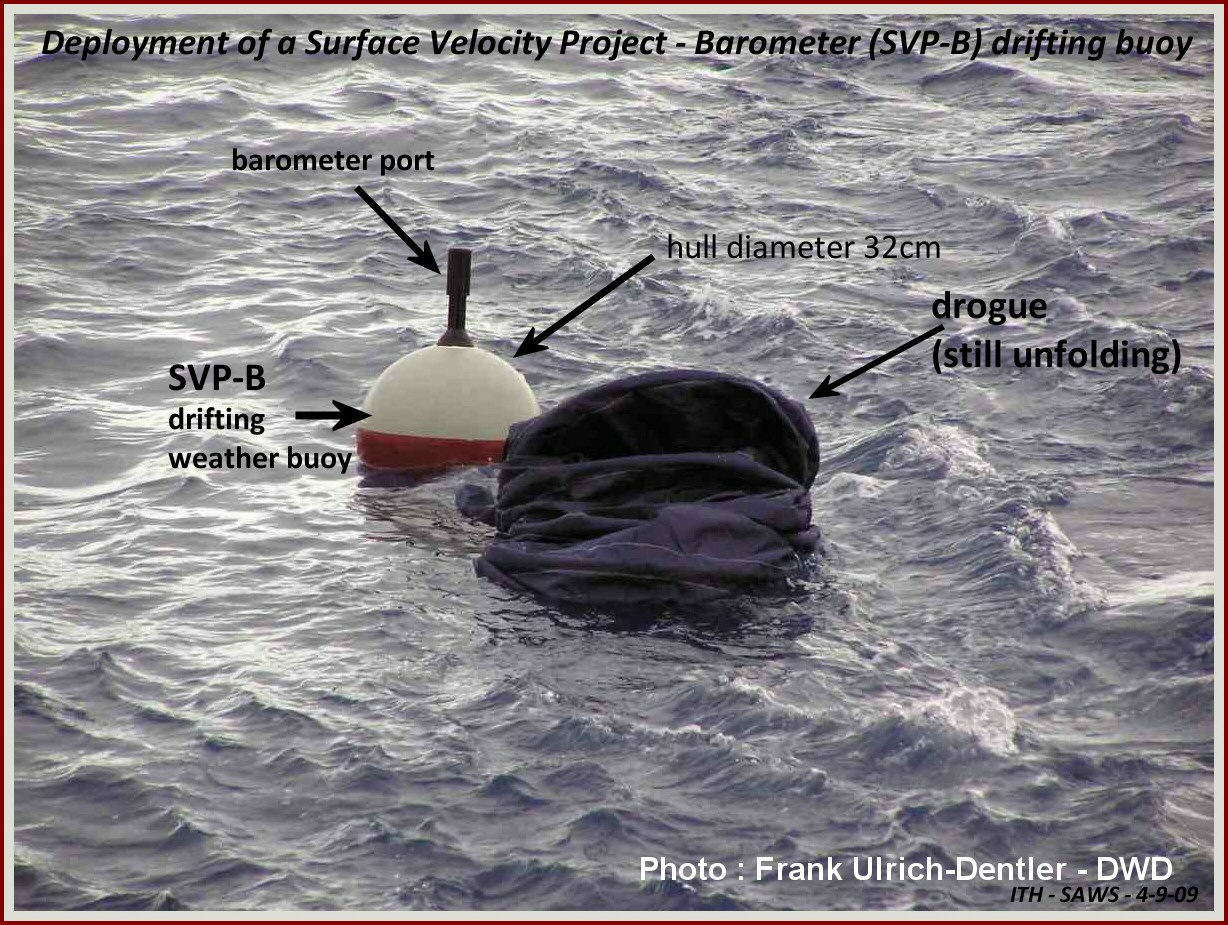 Deployment of a Surface Velocity Project - Barometer (SVP-B) drifting buoy
barometer port
hull diameter 32cm
drogue
(still unfolding)
SVP-B
drifting
weather buoy
Photo : Frank Ulrich-Dentler - DWD
ITH - SAWS - 4-9-09